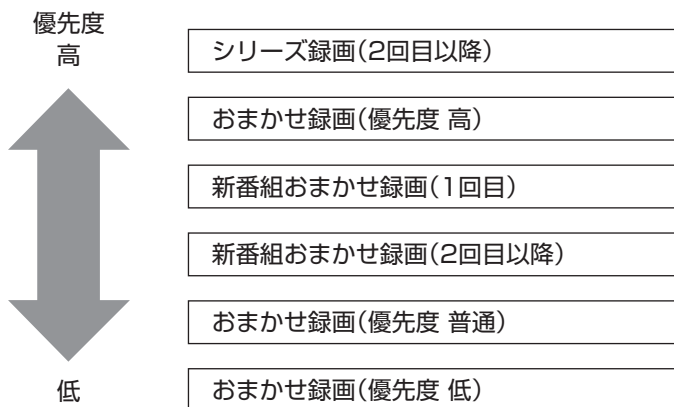 優先度
高
シリーズ録画(2回目以降)
おまかせ録画(優先度 高)
新番組おまかせ録画(1回目)
新番組おまかせ録画(2回目以降)
おまかせ録画(優先度 普通)
低
おまかせ録画(優先度 低)